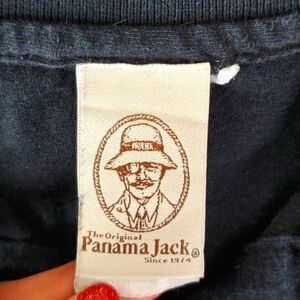 The Original
Panama Jack®
Since 1974